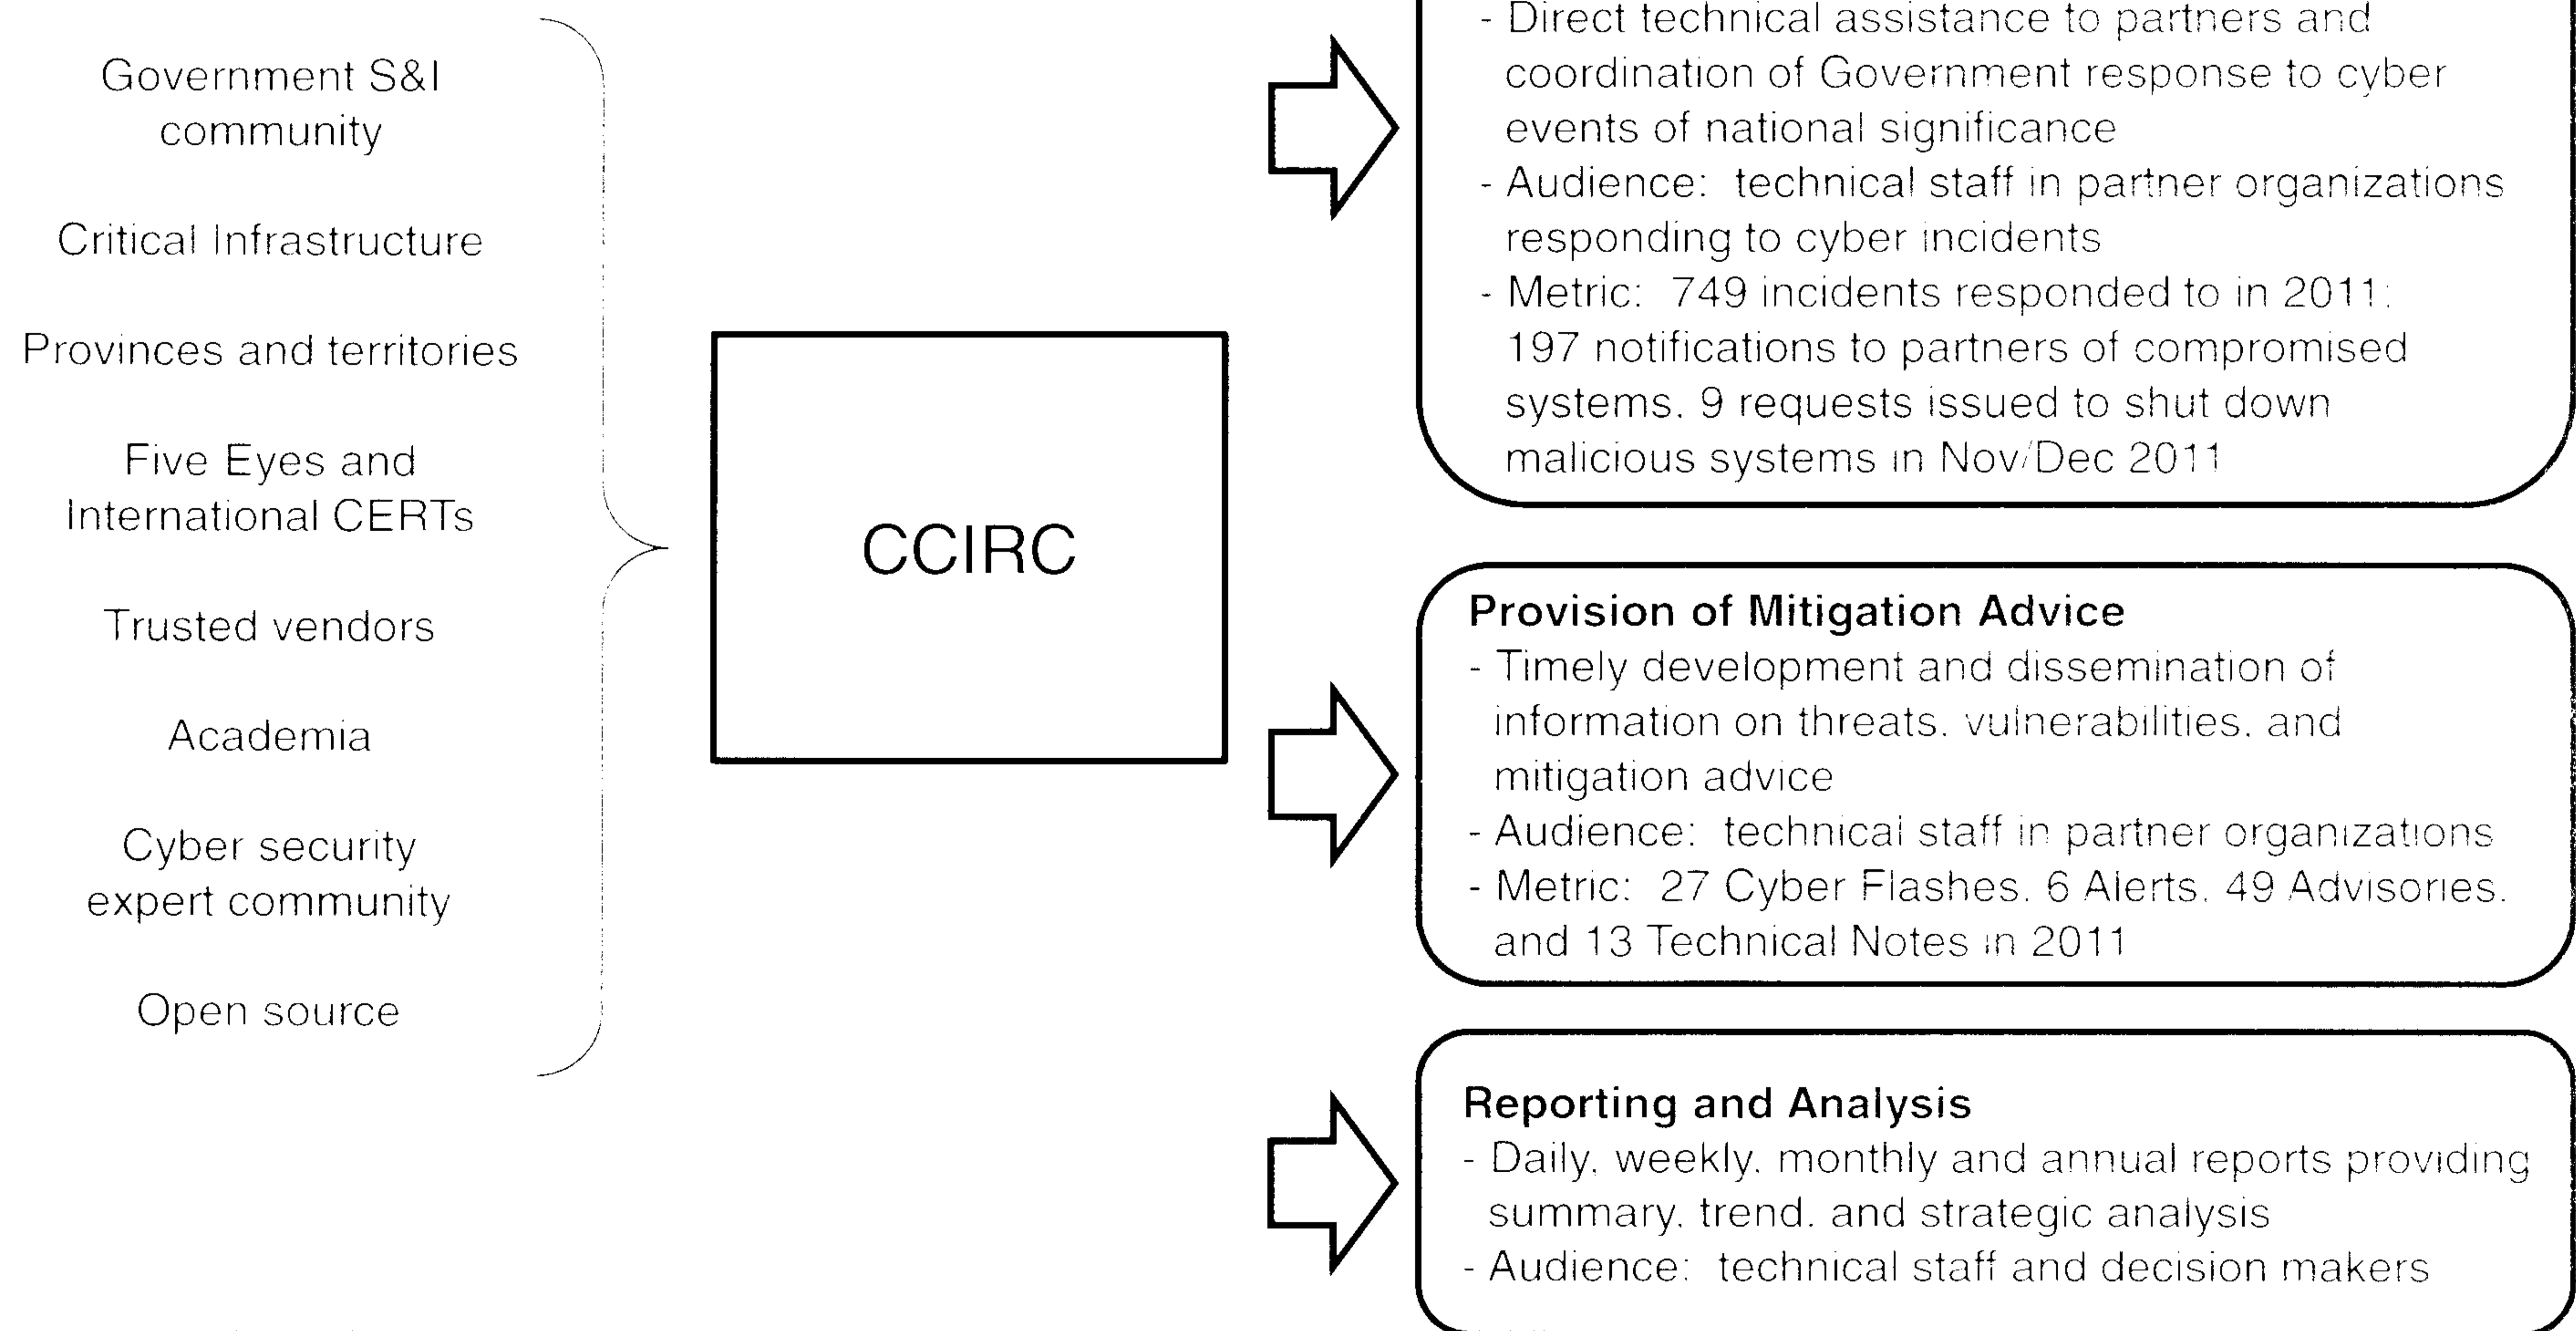 Government S&I
community
Critical Infrastructure
Provinces and territories
Five Eyes and
International CERTs
Trusted vendors
Academia
Cyber security
expert community
Open source
CCIRC
- Direct technical assistance to partners and
coordination of Government response to cyber
events of national significance
- Audience: technical staff in partner organizations
responding to cyber incidents
- Metric: 749 incidents responded to in 2011:
197 notifications to partners of compromised
systems. 9 requests issued to shut down
malicious systems in Nov/Dec 2011
Provision of Mitigation Advice
- Timely development and dissemination of
information on threats, vulnerabilities, and
mitigation advice
- Audience: technical staff in partner organizations
- Metric: 27 Cyber Flashes, 6 Alerts, 49 Advisories,
and 13 Technical Notes in 2011
Reporting and Analysis
- Daily, weekly, monthly and annual reports providing
summary, trend, and strategic analysis
- Audience: technical staff and decision makers